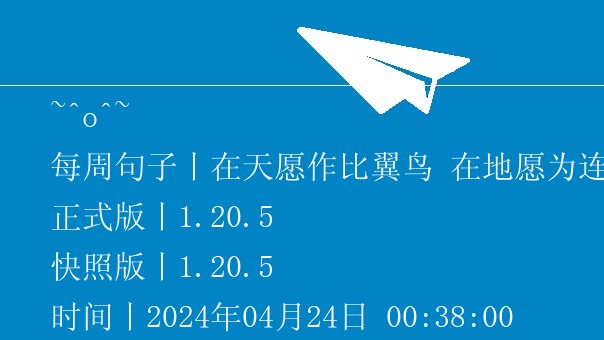 ~ˆoˆ~
每周句子丨在天愿作比翼鸟 在地愿为连
正式版丨1.20.5
快照版丨1.20.5
时间丨2024年04月24日 00:38:00